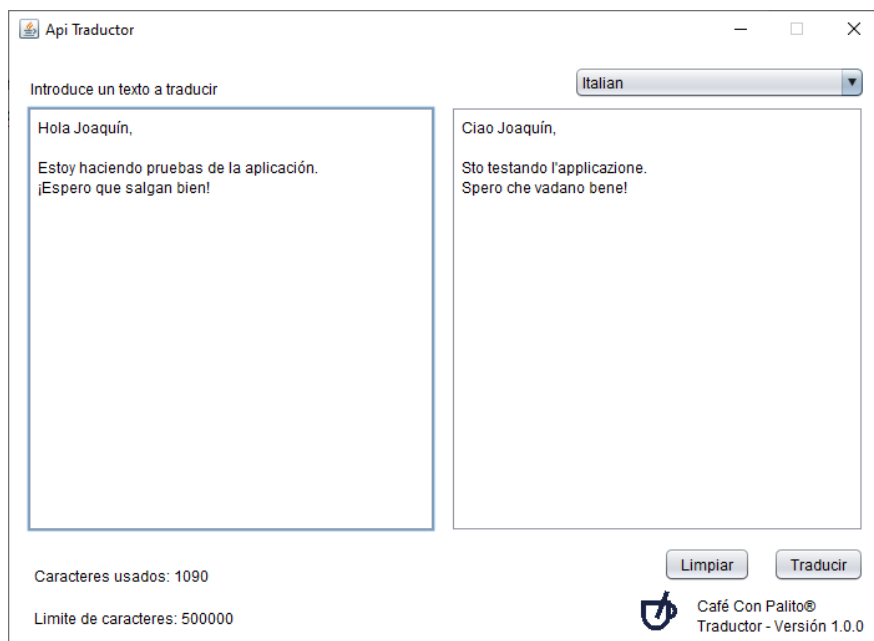 Api Traductor
Introduce un texto a traducir
Italian
Hola Joaquín,
Estoy haciendo pruebas de la aplicación.
¡Espero que salgan bien!
Ciao Joaquín,
Sto testando l'applicazione.
Spero che vadano bene!
Caracteres usados: 1090
Limite de caracteres: 500000
Limpiar
Traducir
Café Con Palito®
Traductor - Versión 1.0.0